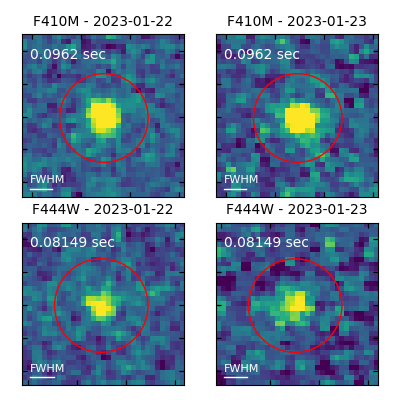 F410M - 2023-01-22
F410M - 2023-01-23
0.0962 sec
0.0962 sec
FWHM
FWHM
F444W - 2023-01-22
F444W - 2023-01-23
0.08149 sec
0.08149 sec
FWHM
FWHM